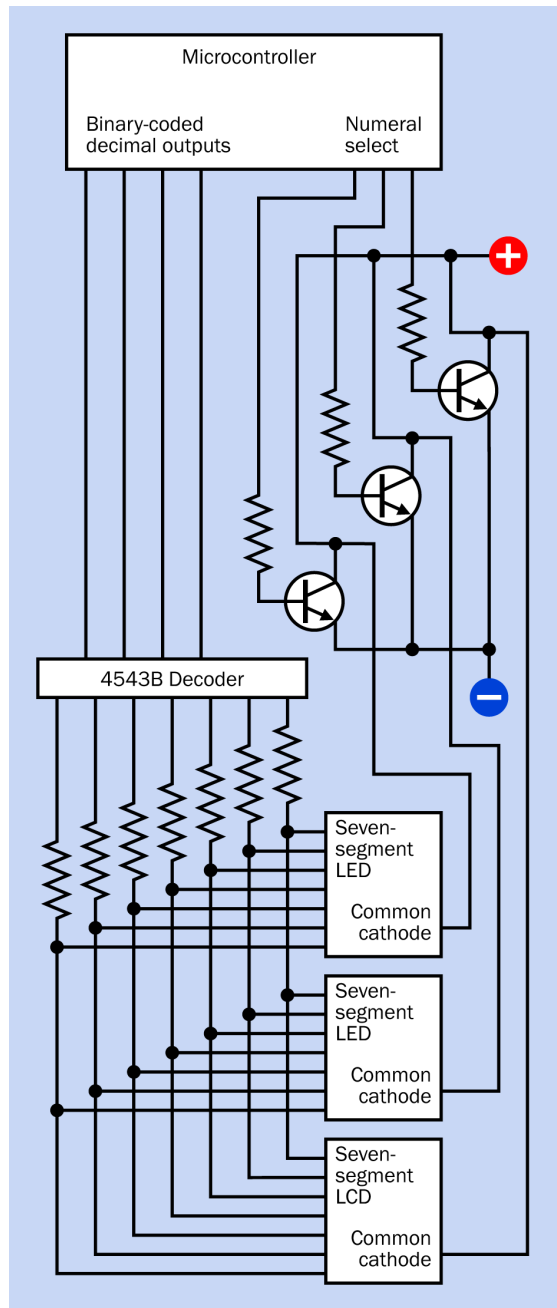 Microcontroller
Binary-coded
decimal outputs
Numeral
select
+
4543B Decoder
−
Seven-
segment
LED
Common
cathode
Seven-
segment
LED
Common
cathode
Seven-
segment
LCD
Common
cathode